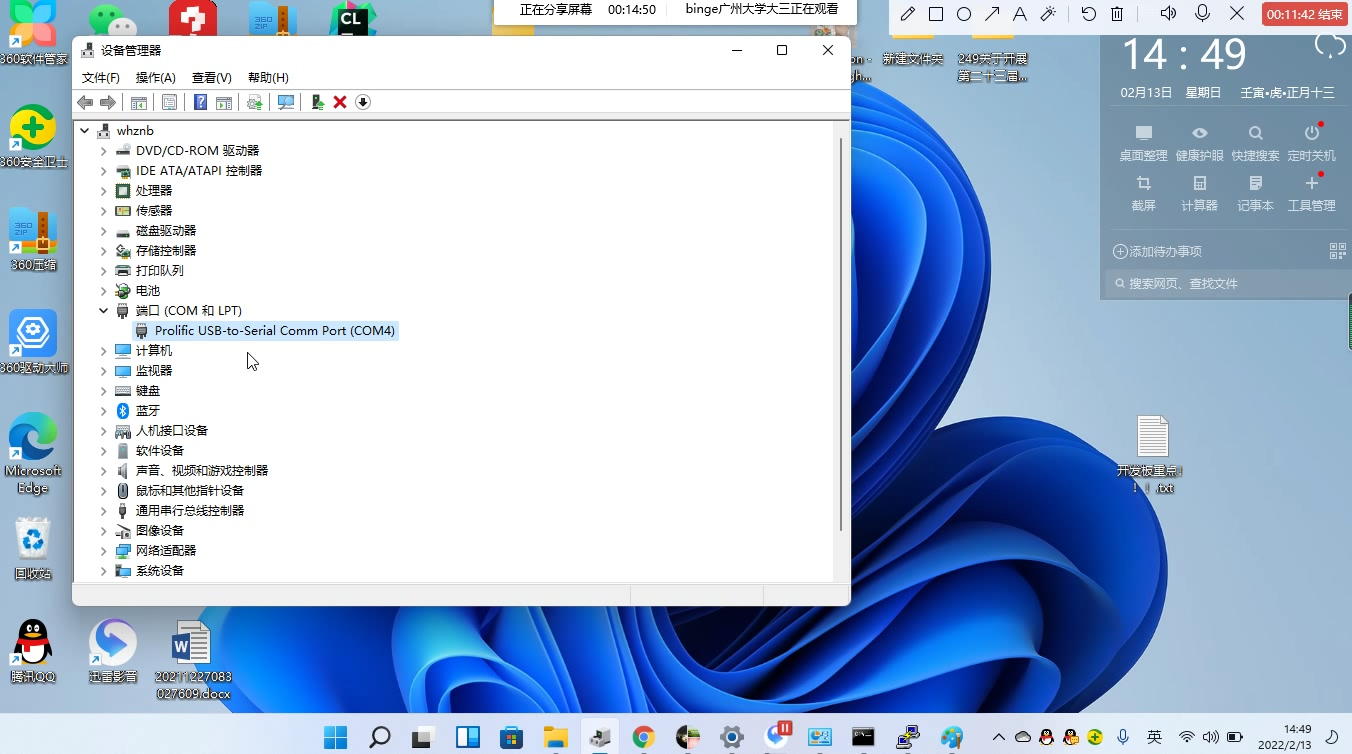 正在分享屏幕 00:14:50 binge广州大学大三正在观看
00:11:42 结束
360软件管家
360安全卫士
360压缩
360驱动大师
Microsoft
Edge
回收站
腾讯QQ
迅雷影音
20211227083
027609.docx
新建文件夹
249关于开展
第二十三届...
设备管理器
文件(F) 操作(A) 查看(V) 帮助(H)
whznb
DVD/CD-ROM 驱动器
IDE ATA/ATAPI 控制器
处理器
传感器
磁盘驱动器
存储控制器
打印队列
电池
端口 (COM 和 LPT)
Prolific USB-to-Serial Comm Port (COM4)
计算机
监视器
键盘
蓝牙
人机接口设备
软件设备
声音、视频和游戏控制器
鼠标和其他指针设备
通用串行总线控制器
图像设备
网络适配器
系统设备
14 : 49
02月13日 星期日 壬寅•虎•正月十三
桌面整理 健康护眼 快捷搜索 定时关机
截屏 计算器 记事本 工具管理
添加待办事项
搜索网页、查找文件
开发板重点!
! ! .txt
英
14:49
2022/2/13